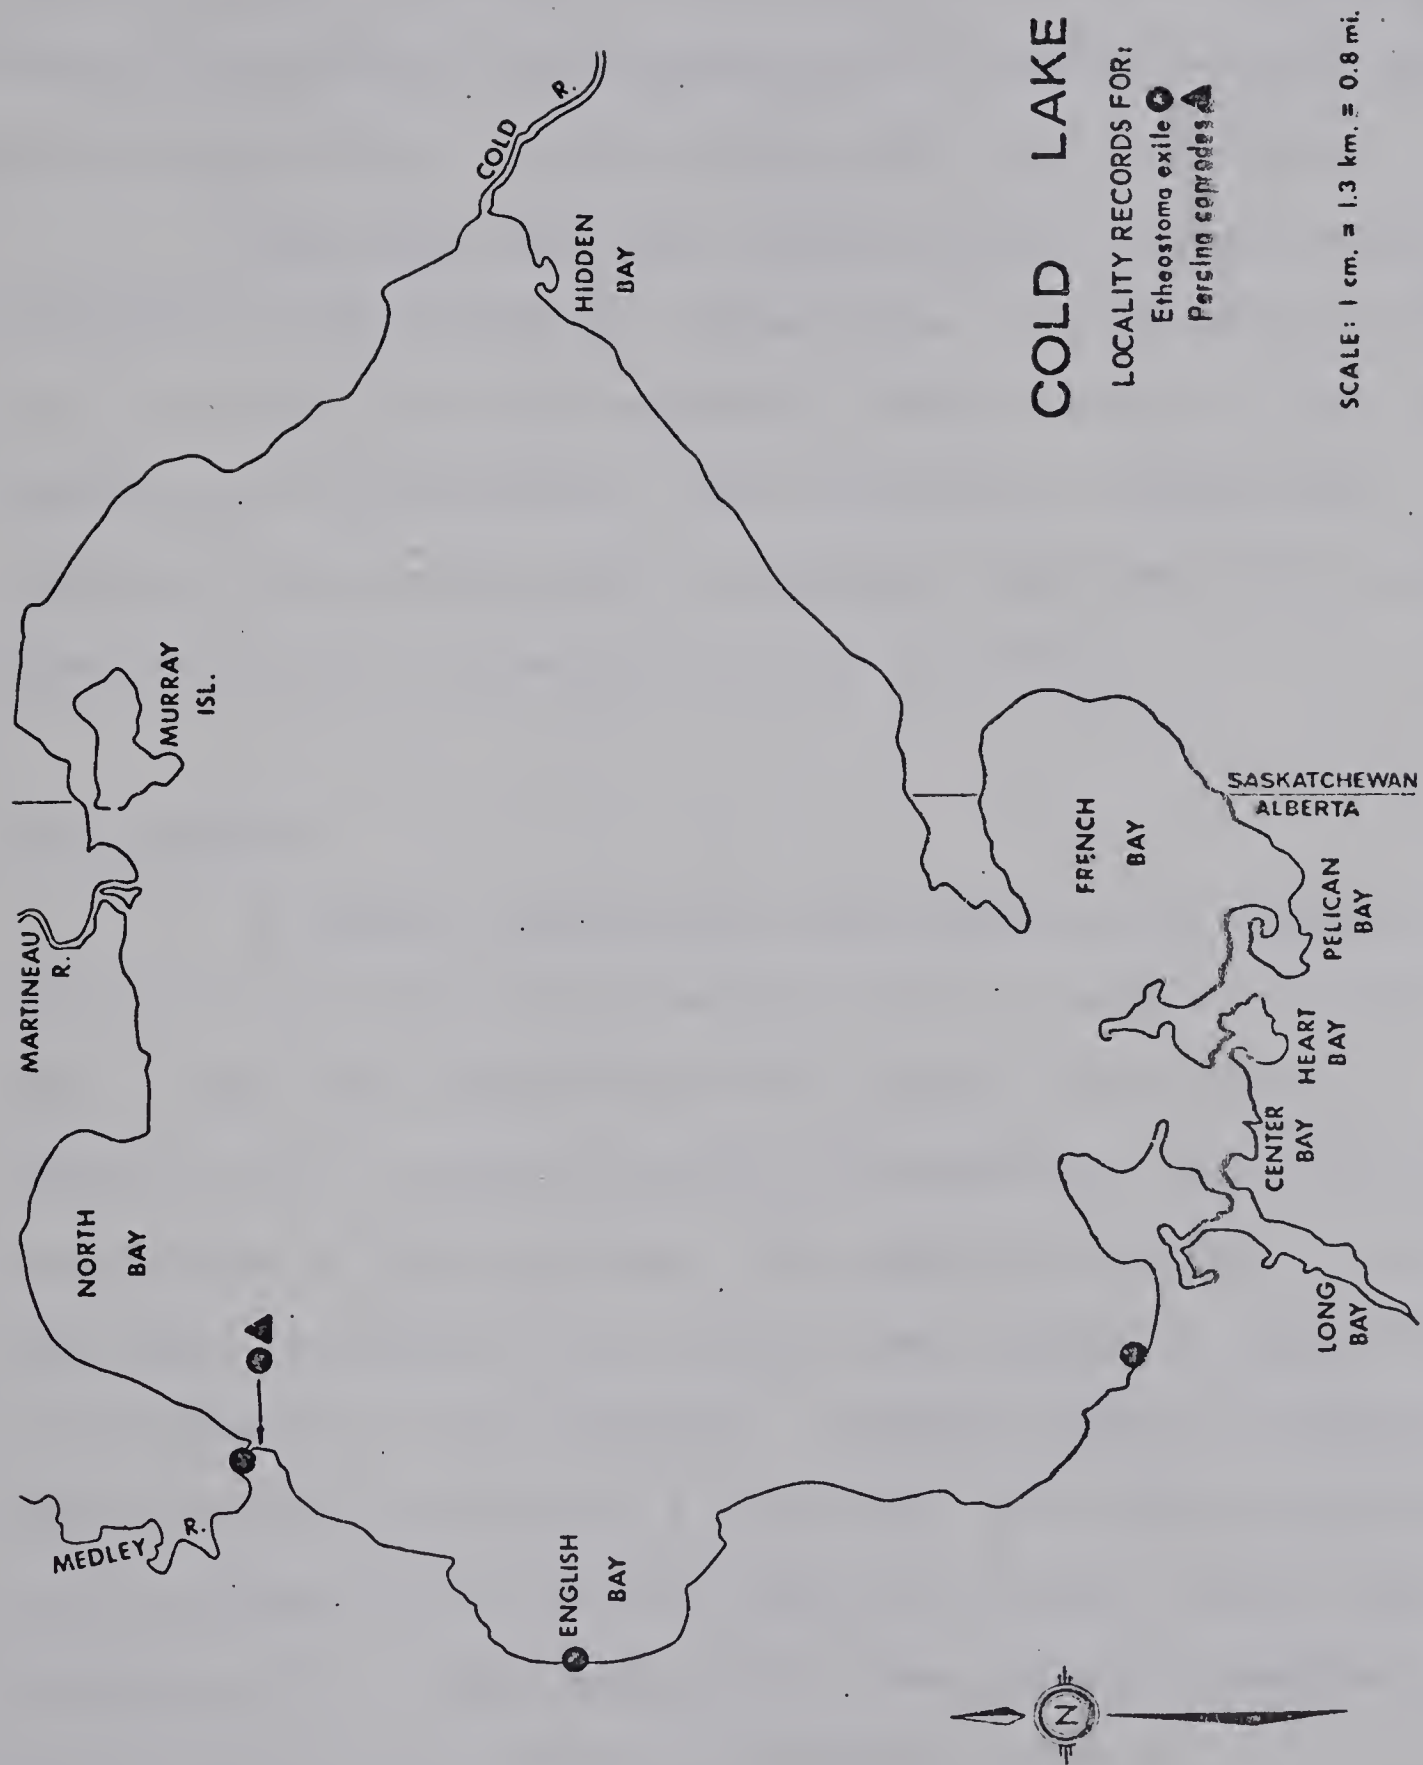 COLD LAKE
LOCALITY RECORDS FOR:
Etheostoma exile
Percina caprodes
SCALE: 1 cm. = 1.3 km. = 0.8 mi.
COLD R.
HIDDEN
BAY
MURRAY
ISL.
MARTINEAU
R.
NORTH
BAY
MEDLEY R.
ENGLISH
BAY
FRENCH
BAY
SASKATCHEWAN
ALBERTA
PELICAN
BAY
HEART
BAY
CENTER
BAY
LONG
BAY
N